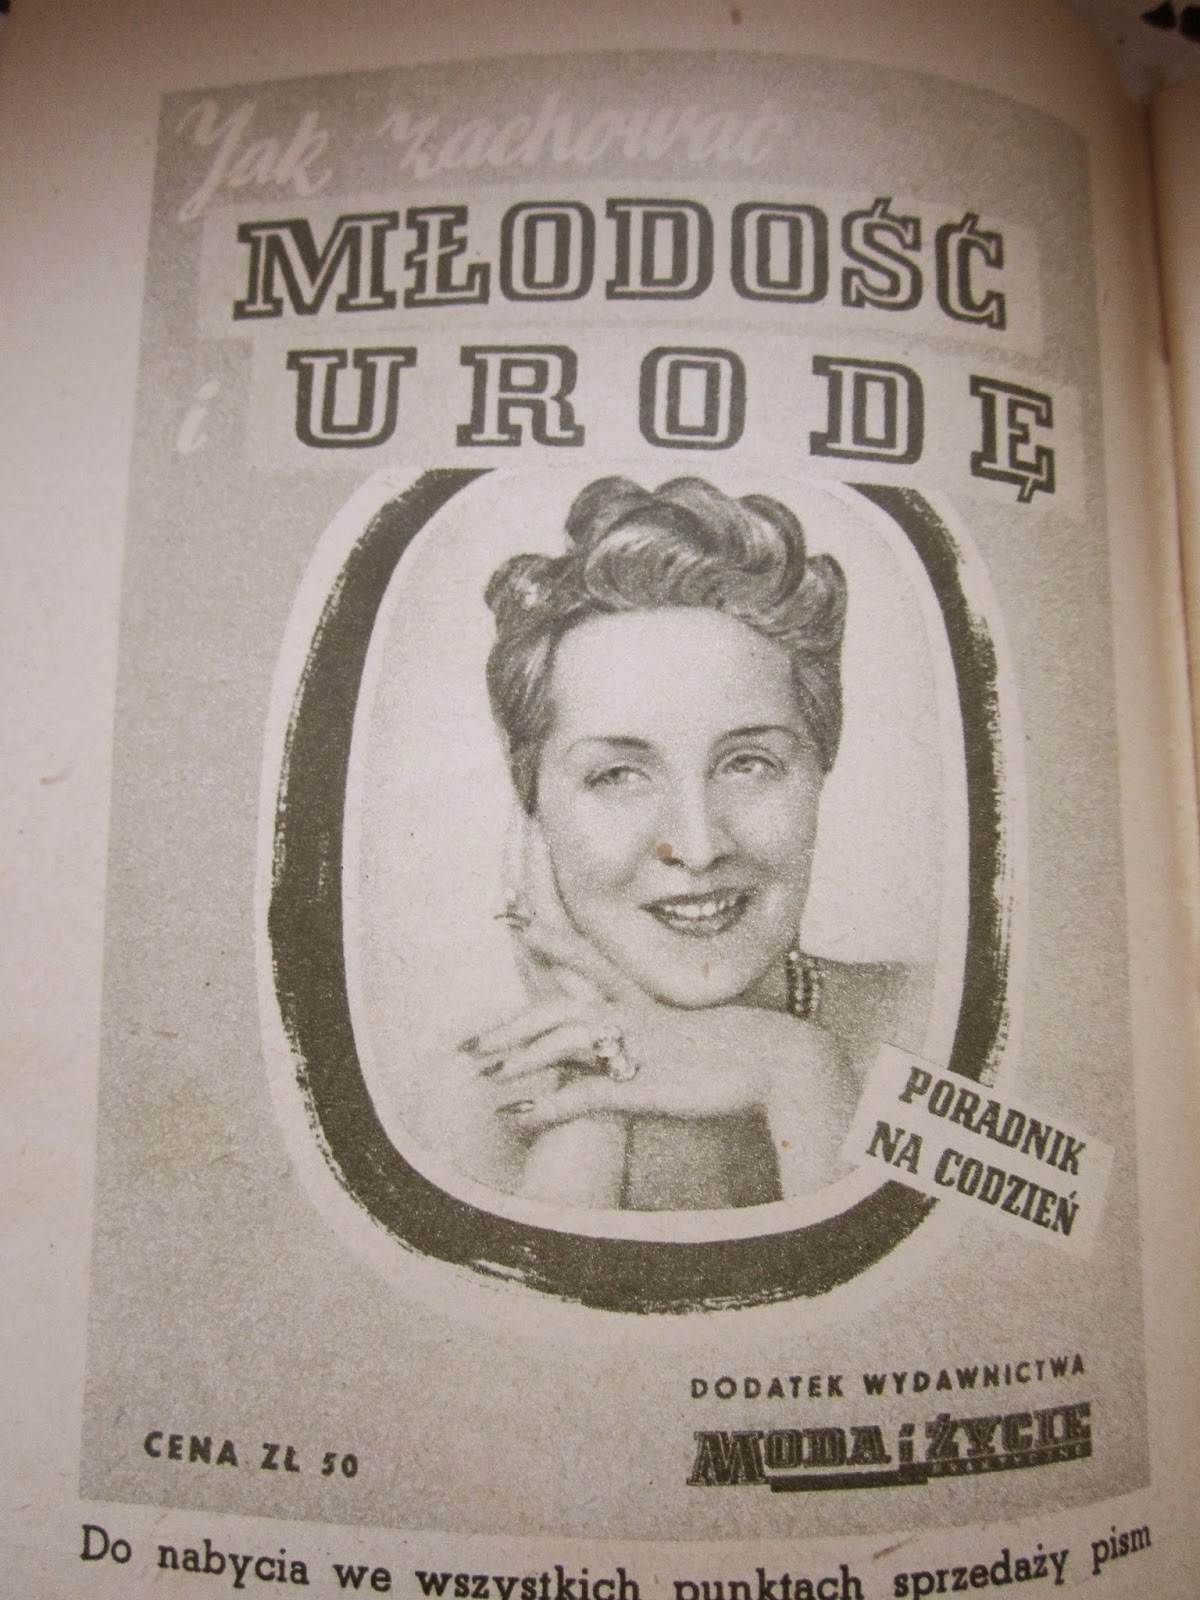 Jak zachować
MŁODOŚĆ
i URODĘ
PORADNIK
NA CODZIEŃ
DODATEK WYDAWNICTWA
MODA i ŻYCIE
PRAKTYCZNE
CENA ZŁ 50
Do nabycia we wszystkich punktach sprzedaży pism